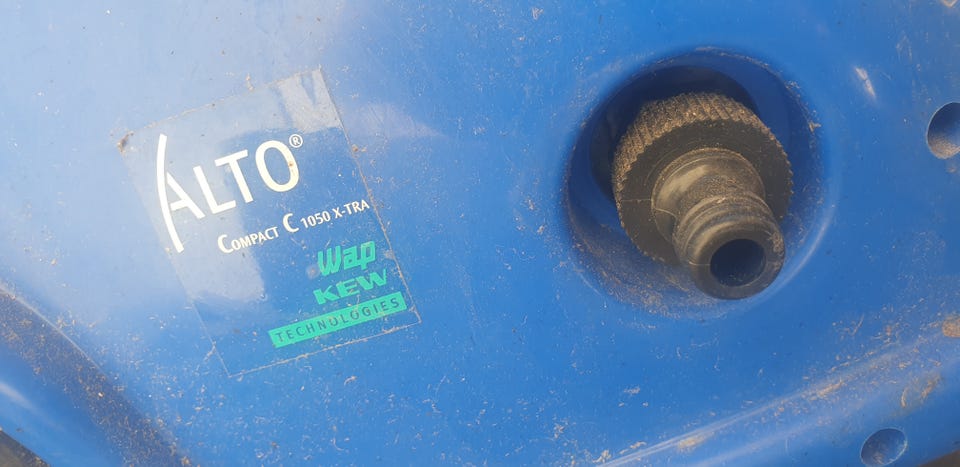 ALTO®
COMPACT C 1050 X-TRA
Wap
KEW
TECHNOLOGIES